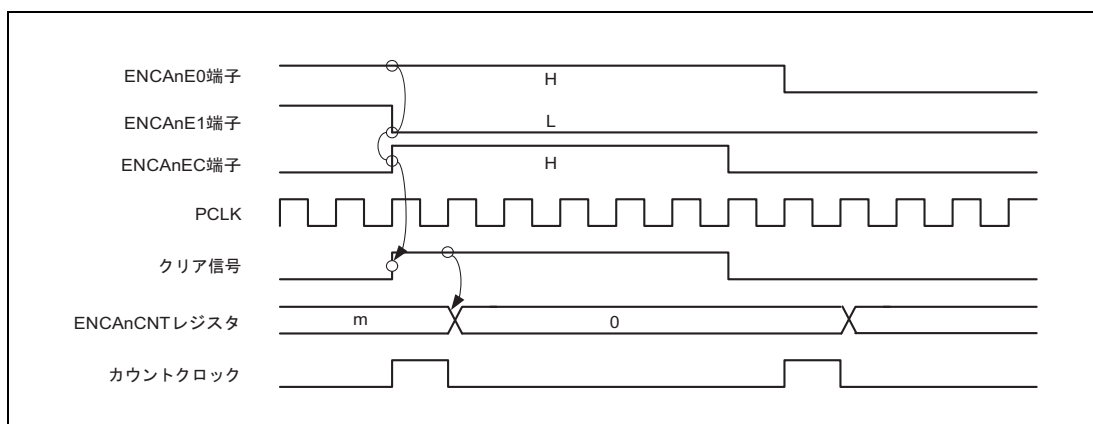 ENCAnE0端子
H
ENCAnE1端子
L
ENCAnEC端子
H
PCLK
クリア信号
ENCAnCNTレジスタ
m
0
カウントクロック